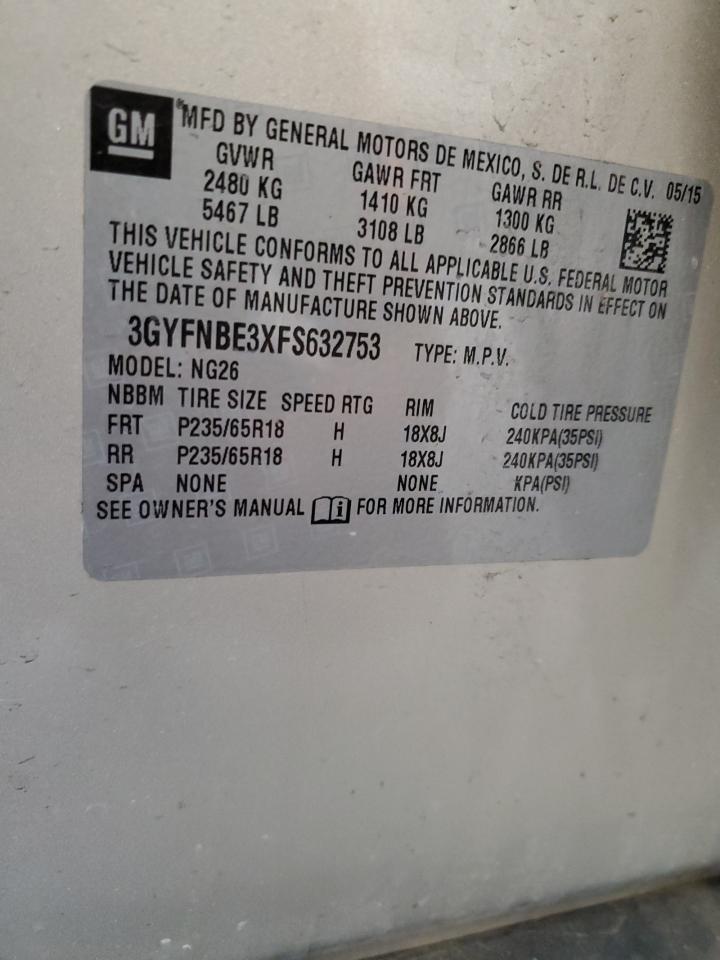 GM
®MFD BY GENERAL MOTORS DE MEXICO, S. DE R.L. DE C.V. 05/15
GVWR GAWR FRT GAWR RR
2480 KG 1410 KG 1300 KG
5467 LB 3108 LB 2866 LB
THIS VEHICLE CONFORMS TO ALL APPLICABLE U.S. FEDERAL MOTOR
VEHICLE SAFETY AND THEFT PREVENTION STANDARDS IN EFFECT ON
THE DATE OF MANUFACTURE SHOWN ABOVE.
3GYFNBE3XFS632753 TYPE: M.P.V.
MODEL: NG26
NBBM TIRE SIZE SPEED RTG RIM COLD TIRE PRESSURE
FRT P235/65R18 H 18X8J 240KPA(35PSI)
RR P235/65R18 H 18X8J 240KPA(35PSI)
SPA NONE NONE KPA(PSI)
SEE OWNER'S MANUAL FOR MORE INFORMATION.